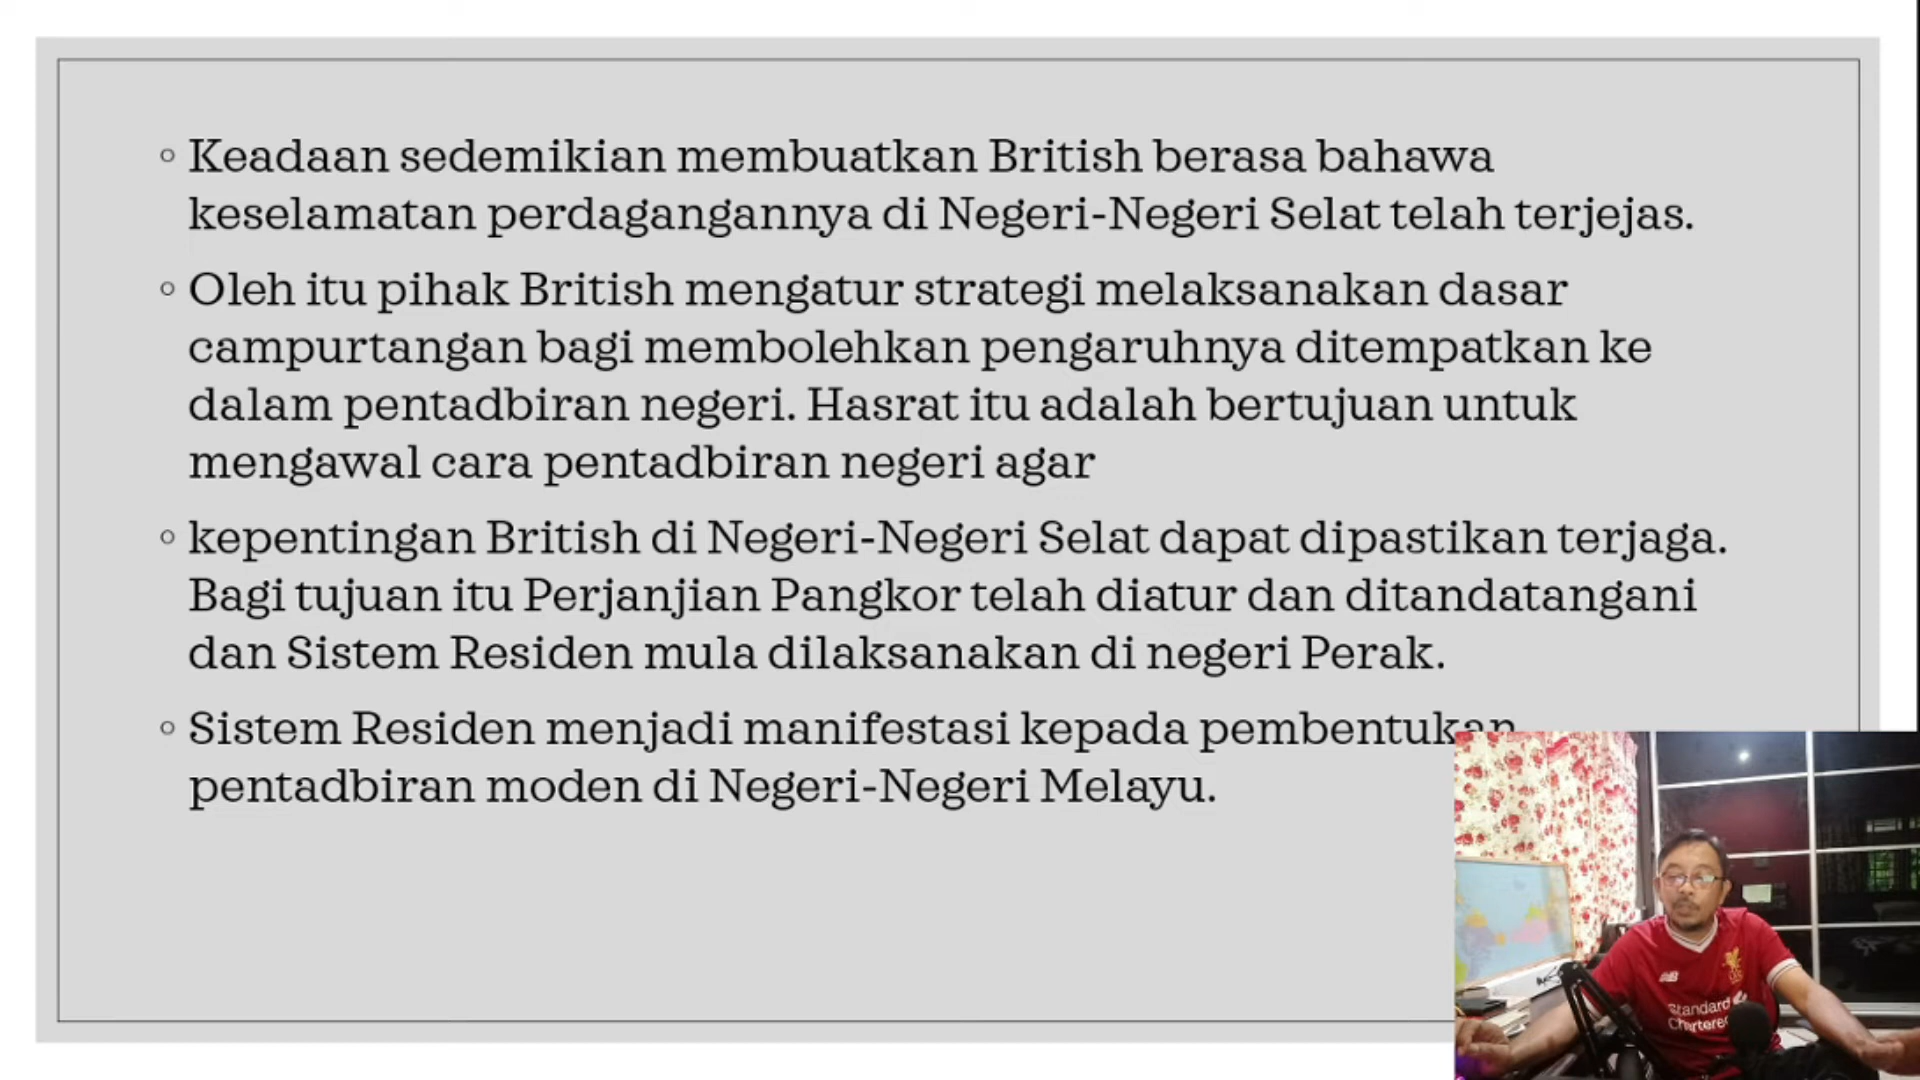 Keadaan sedemikian membuatkan British berasa bahawa
keselamatan perdagangannya di Negeri-Negeri Selat telah terjejas.
Oleh itu pihak British mengatur strategi melaksanakan dasar
campurtangan bagi membolehkan pengaruhnya ditempatkan ke
dalam pentadbiran negeri. Hasrat itu adalah bertujuan untuk
mengawal cara pentadbiran negeri agar
kepentingan British di Negeri-Negeri Selat dapat dipastikan terjaga.
Bagi tujuan itu Perjanjian Pangkor telah diatur dan ditandatangani
dan Sistem Residen mula dilaksanakan di negeri Perak.
Sistem Residen menjadi manifestasi kepada pembentukan
pentadbiran moden di Negeri-Negeri Melayu.
Standard
Chartered